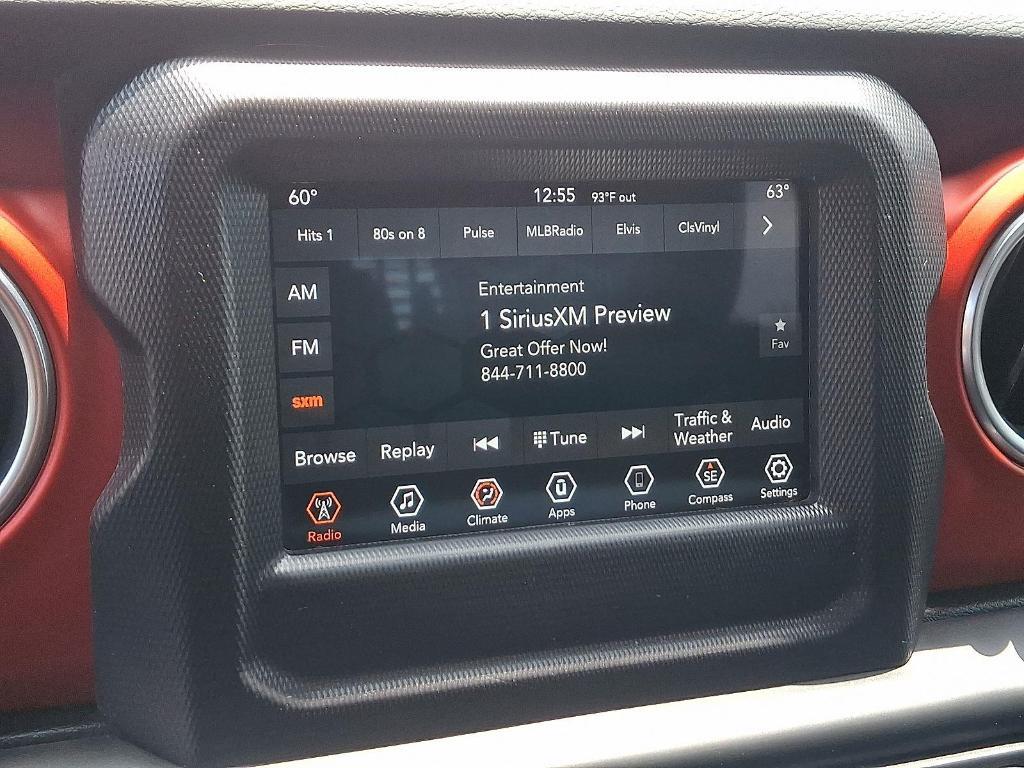 60° 12:55 93°F out 63°
Hits 1 80s on 8 Pulse MLBRadio Elvis ClsVinyl
AM
Entertainment
1 SiriusXM Preview
FM
Great Offer Now!
Fav
844-711-8800
sxm
Browse Replay Tune Traffic & Audio
Weather
SE
Radio Media Climate Apps Phone Compass Settings